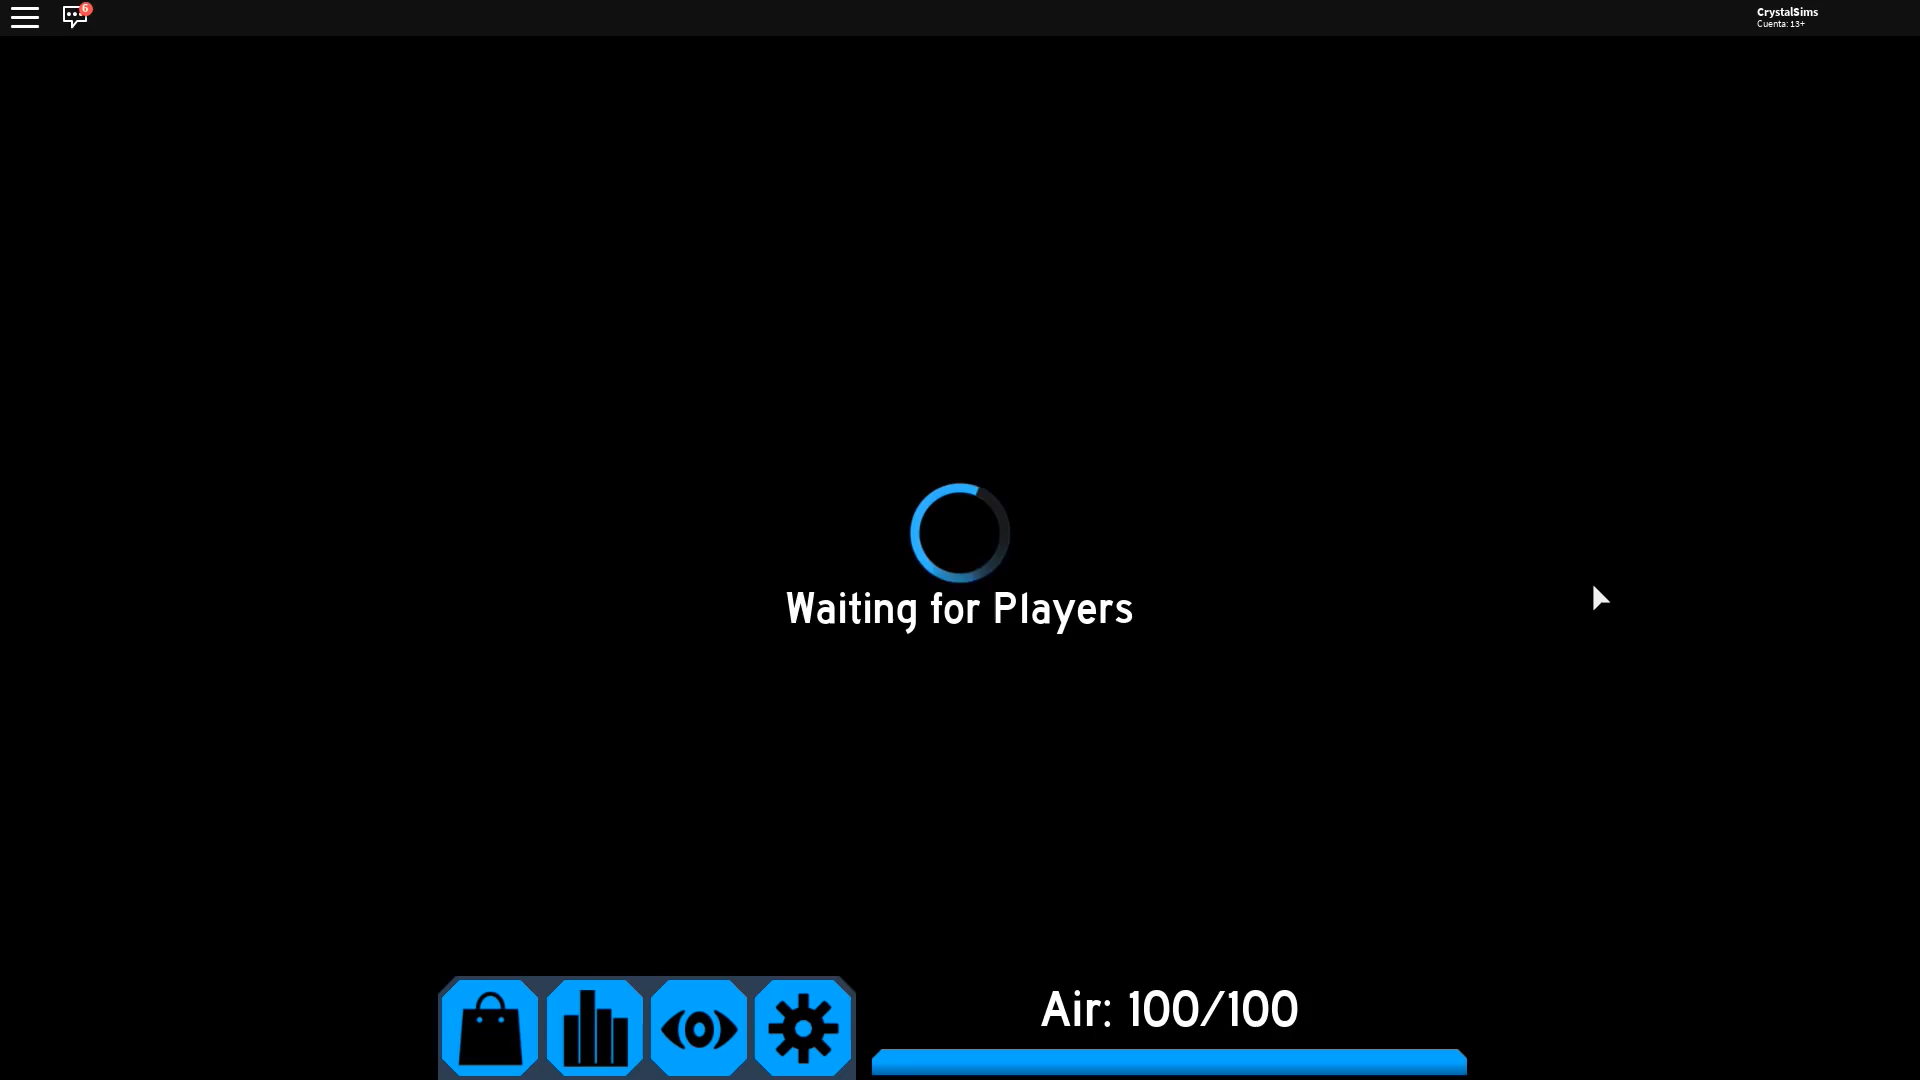 6
CrystalSims
Cuenta: 13+
Waiting for Players
Air: 100/100